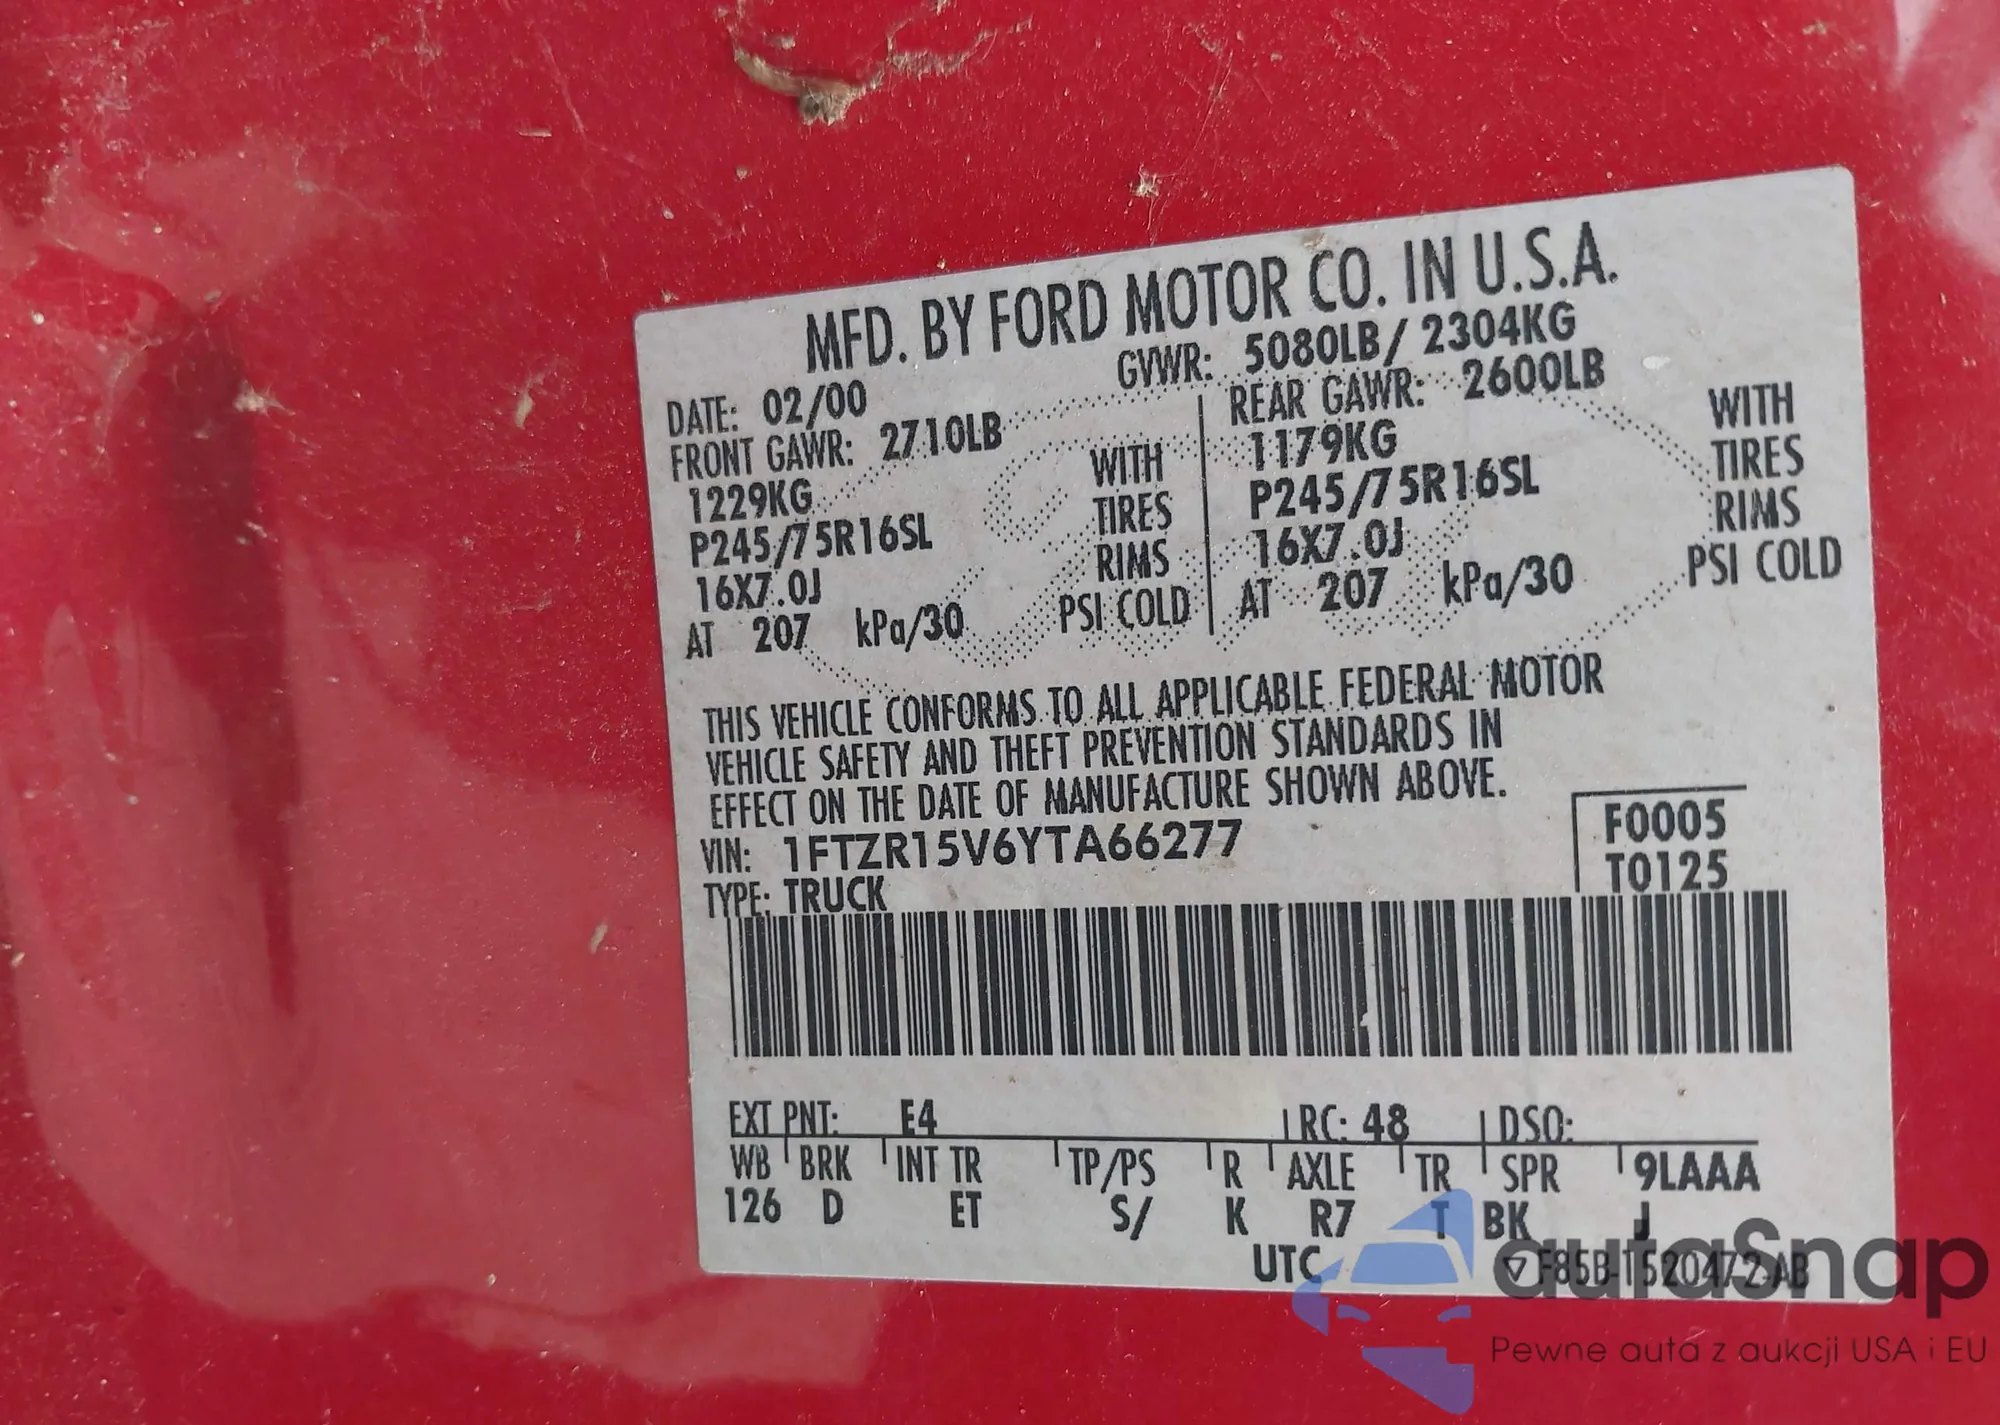 MFD. BY FORD MOTOR CO. IN U.S.A.
DATE: 02/00 GVWR: 5080LB / 2304KG
FRONT GAWR: 2710LB REAR GAWR: 2600LB
1229KG WITH 1179KG WITH
P245/75R16SL TIRES P245/75R16SL TIRES
16X7.0J RIMS 16X7.0J RIMS
AT 207 kPa/30 PSI COLD AT 207 kPa/30 PSI COLD
THIS VEHICLE CONFORMS TO ALL APPLICABLE FEDERAL MOTOR
VEHICLE SAFETY AND THEFT PREVENTION STANDARDS IN
EFFECT ON THE DATE OF MANUFACTURE SHOWN ABOVE.
VIN: 1FTZR15V6YTA66277 F0005
TYPE: TRUCK T0125
EXT PNT: E4 RC: 48 DSO:
WB BRK INT TR TP/PS R AXLE TR SPR 9LAAA
126 D ET S/ K R7 T BK J
UTC F85B-1520472-AB
autaSnap
Pewne auta z aukcji USA i EU